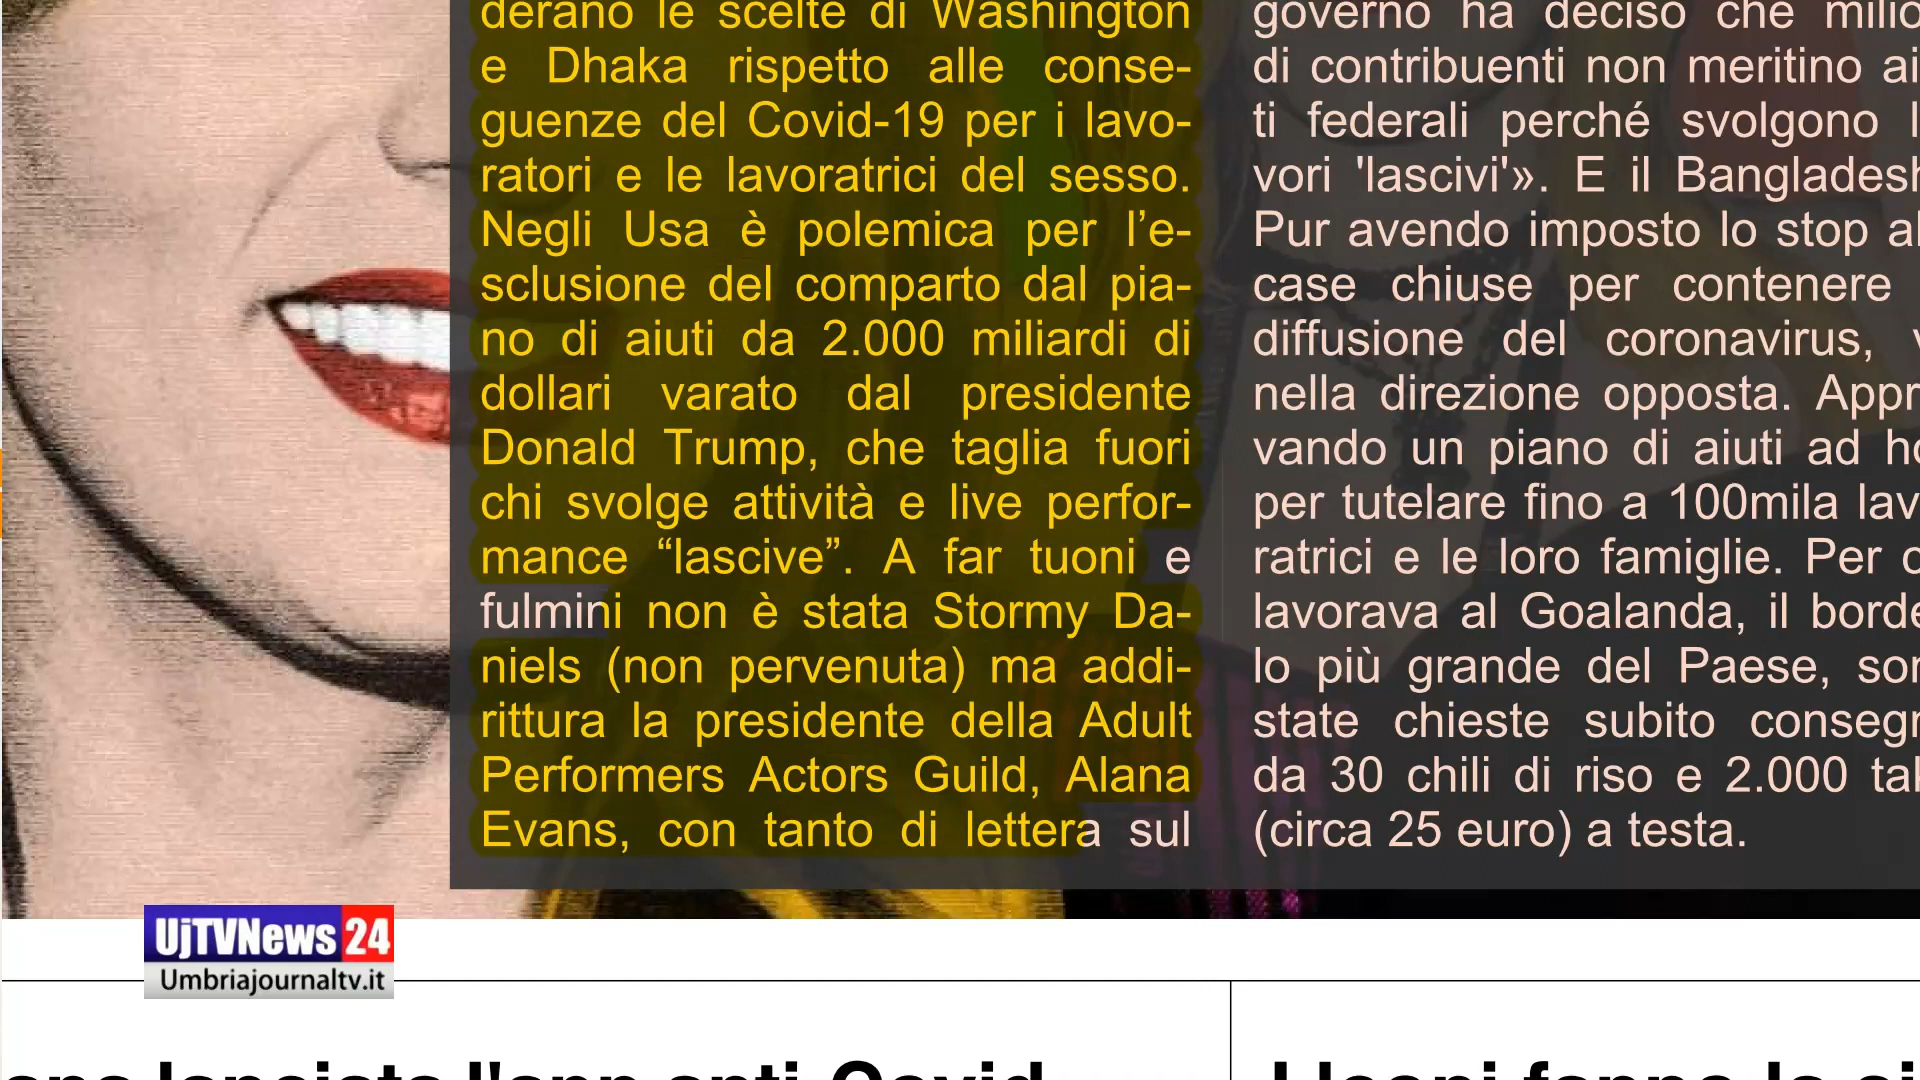 derano le scelte di Washington
e Dhaka rispetto alle conse-
guenze del Covid-19 per i lavo-
ratori e le lavoratrici del sesso.
Negli Usa è polemica per l’e-
sclusione del comparto dal pia-
no di aiuti da 2.000 miliardi di
dollari varato dal presidente
Donald Trump, che taglia fuori
chi svolge attività e live perfor-
mance “lascive”. A far tuoni e
fulmini non è stata Stormy Da-
niels (non pervenuta) ma addi-
rittura la presidente della Adult
Performers Actors Guild, Alana
Evans, con tanto di lettera sul
governo ha deciso che
di contribuenti non meritino
ti federali perché svolgono
vori 'lascivi'». E il Bangladesh
Pur avendo imposto lo stop
case chiuse per contenere
diffusione del coronavirus,
nella direzione opposta.
vando un piano di aiuti ad
per tutelare fino a 100mila
ratrici e le loro famiglie. Per
lavorava al Goalanda, il
lo più grande del Paese,
state chieste subito
da 30 chili di riso e 2.000
(circa 25 euro) a testa.
UjTVNews 24
Umbriajournaltv.it